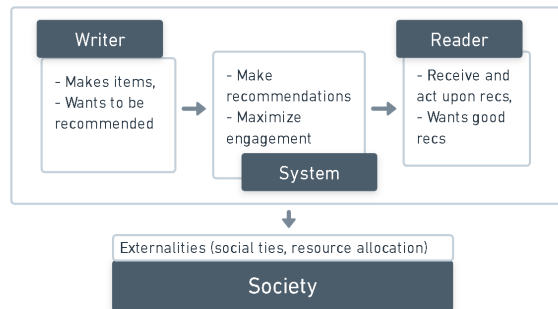 Writer
- Makes items,
- Wants to be
recommended
- Make
recommendations
- Maximize
engagement
System
Reader
- Receive and
act upon recs,
- Wants good
recs
Externalities (social ties, resource allocation)
Society